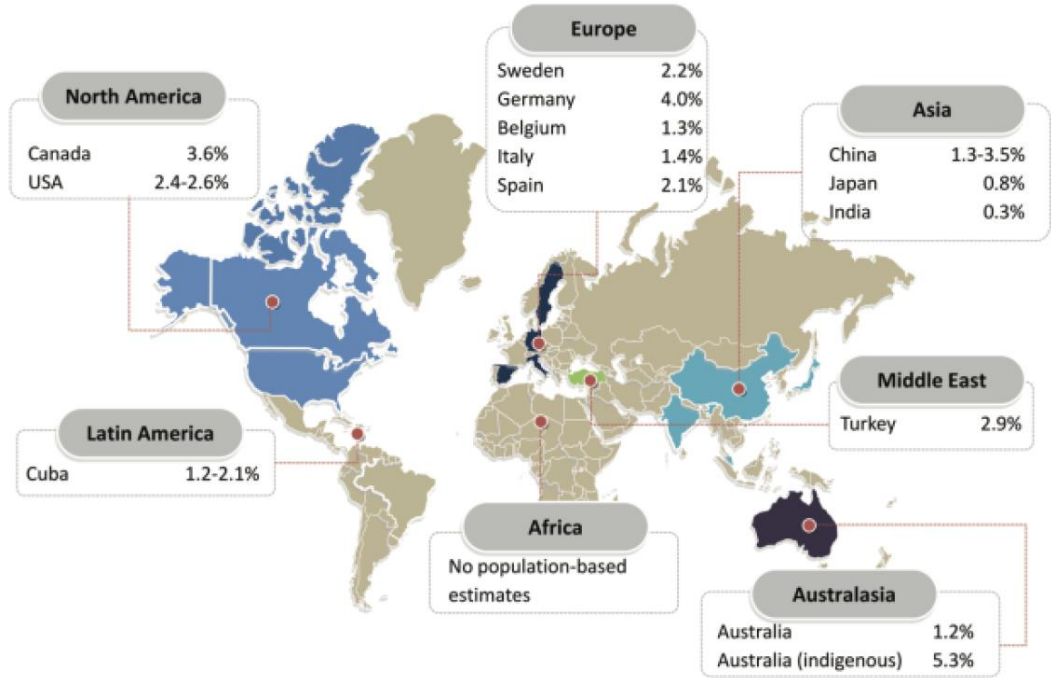 Europe
Sweden 2.2%
Germany 4.0%
Belgium 1.3%
Italy 1.4%
Spain 2.1%
North America
Canada 3.6%
USA 2.4-2.6%
Asia
China 1.3-3.5%
Japan 0.8%
India 0.3%
Middle East
Turkey 2.9%
Latin America
Cuba 1.2-2.1%
Africa
No population-based
estimates
Australasia
Australia 1.2%
Australia (indigenous) 5.3%